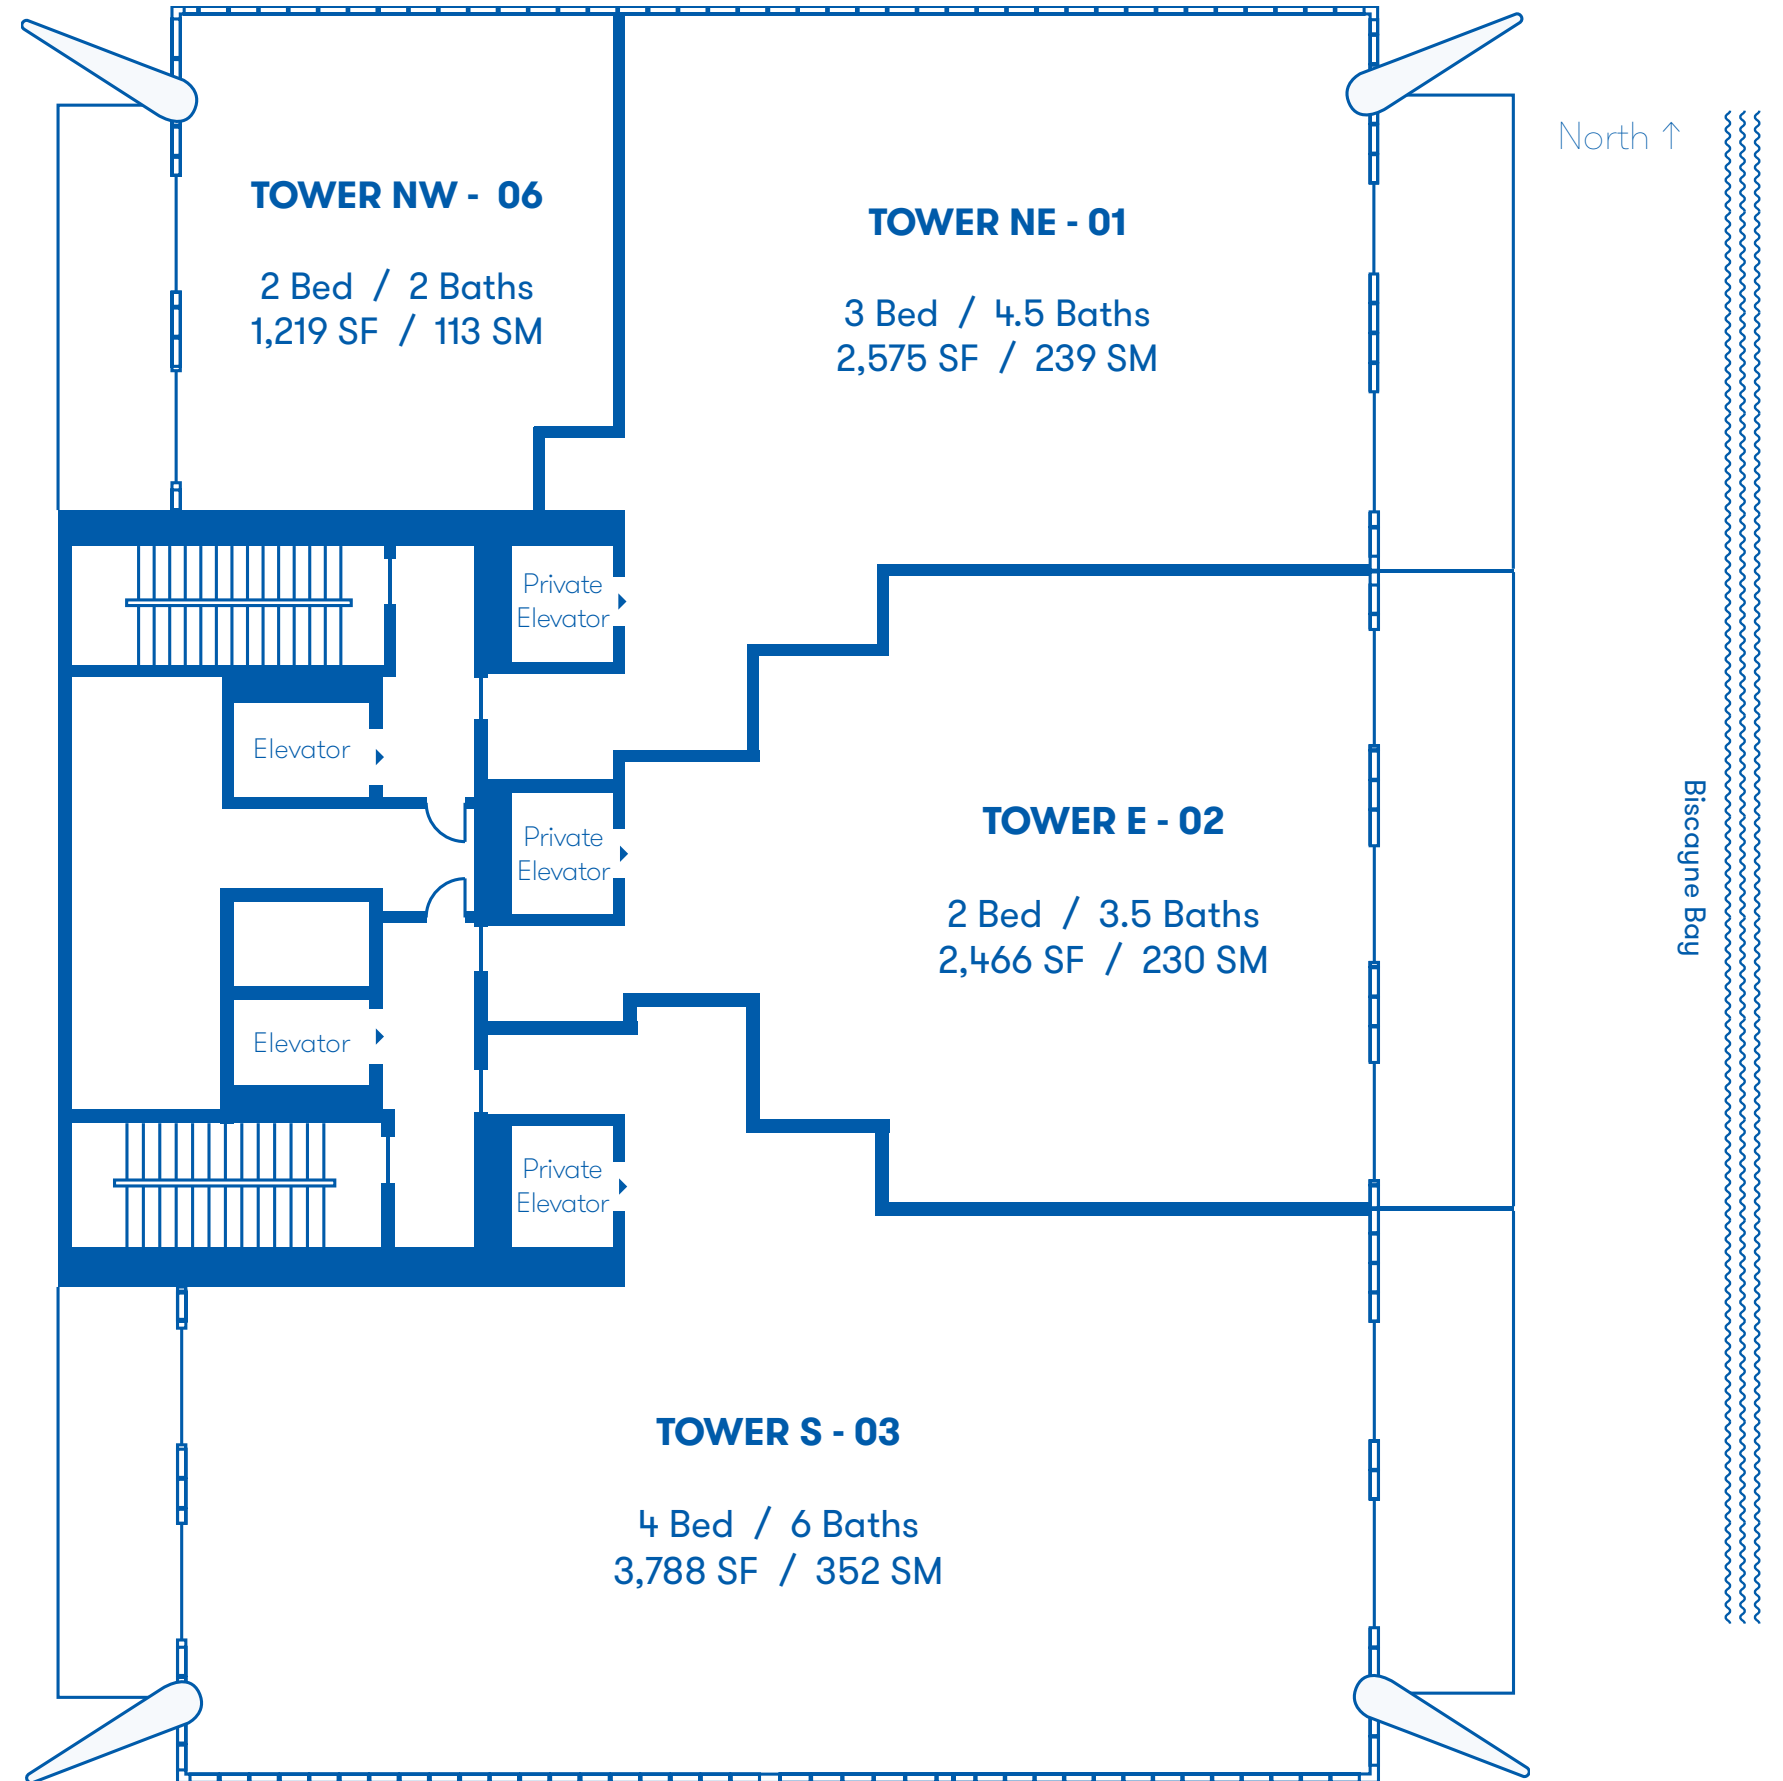 TOWER NW - 06
2 Bed / 2 Baths
1,219 SF / 113 SM
TOWER NE - 01
3 Bed / 4.5 Baths
2,575 SF / 239 SM
North ↑
Private
Elevator
Elevator
Private
Elevator
TOWER E - 02
2 Bed / 3.5 Baths
2,466 SF / 230 SM
Biscayne Bay
Elevator
Private
Elevator
TOWER S - 03
4 Bed / 6 Baths
3,788 SF / 352 SM